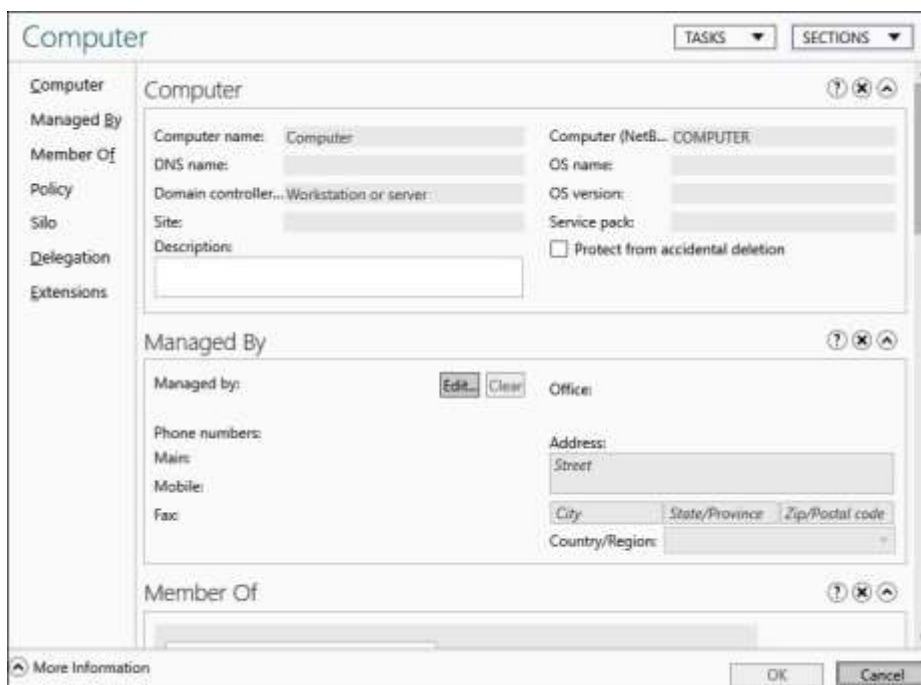 Computer
TASKS
SECTIONS
Computer
Managed By
Member Of
Policy
Silo
Delegation
Extensions
Computer
Computer name: Computer
DNS name:
Domain controller... Workstation or server
Site:
Description:
Computer (NetB... COMPUTER
OS name:
OS version:
Service pack:
Protect from accidental deletion
Managed By
Managed by: Edit... Clear
Phone numbers:
Main:
Mobile:
Fax:
Office:
Address:
Street
City State/Province Zip/Postal code
Country/Region:
Member Of
More Information
OK Cancel